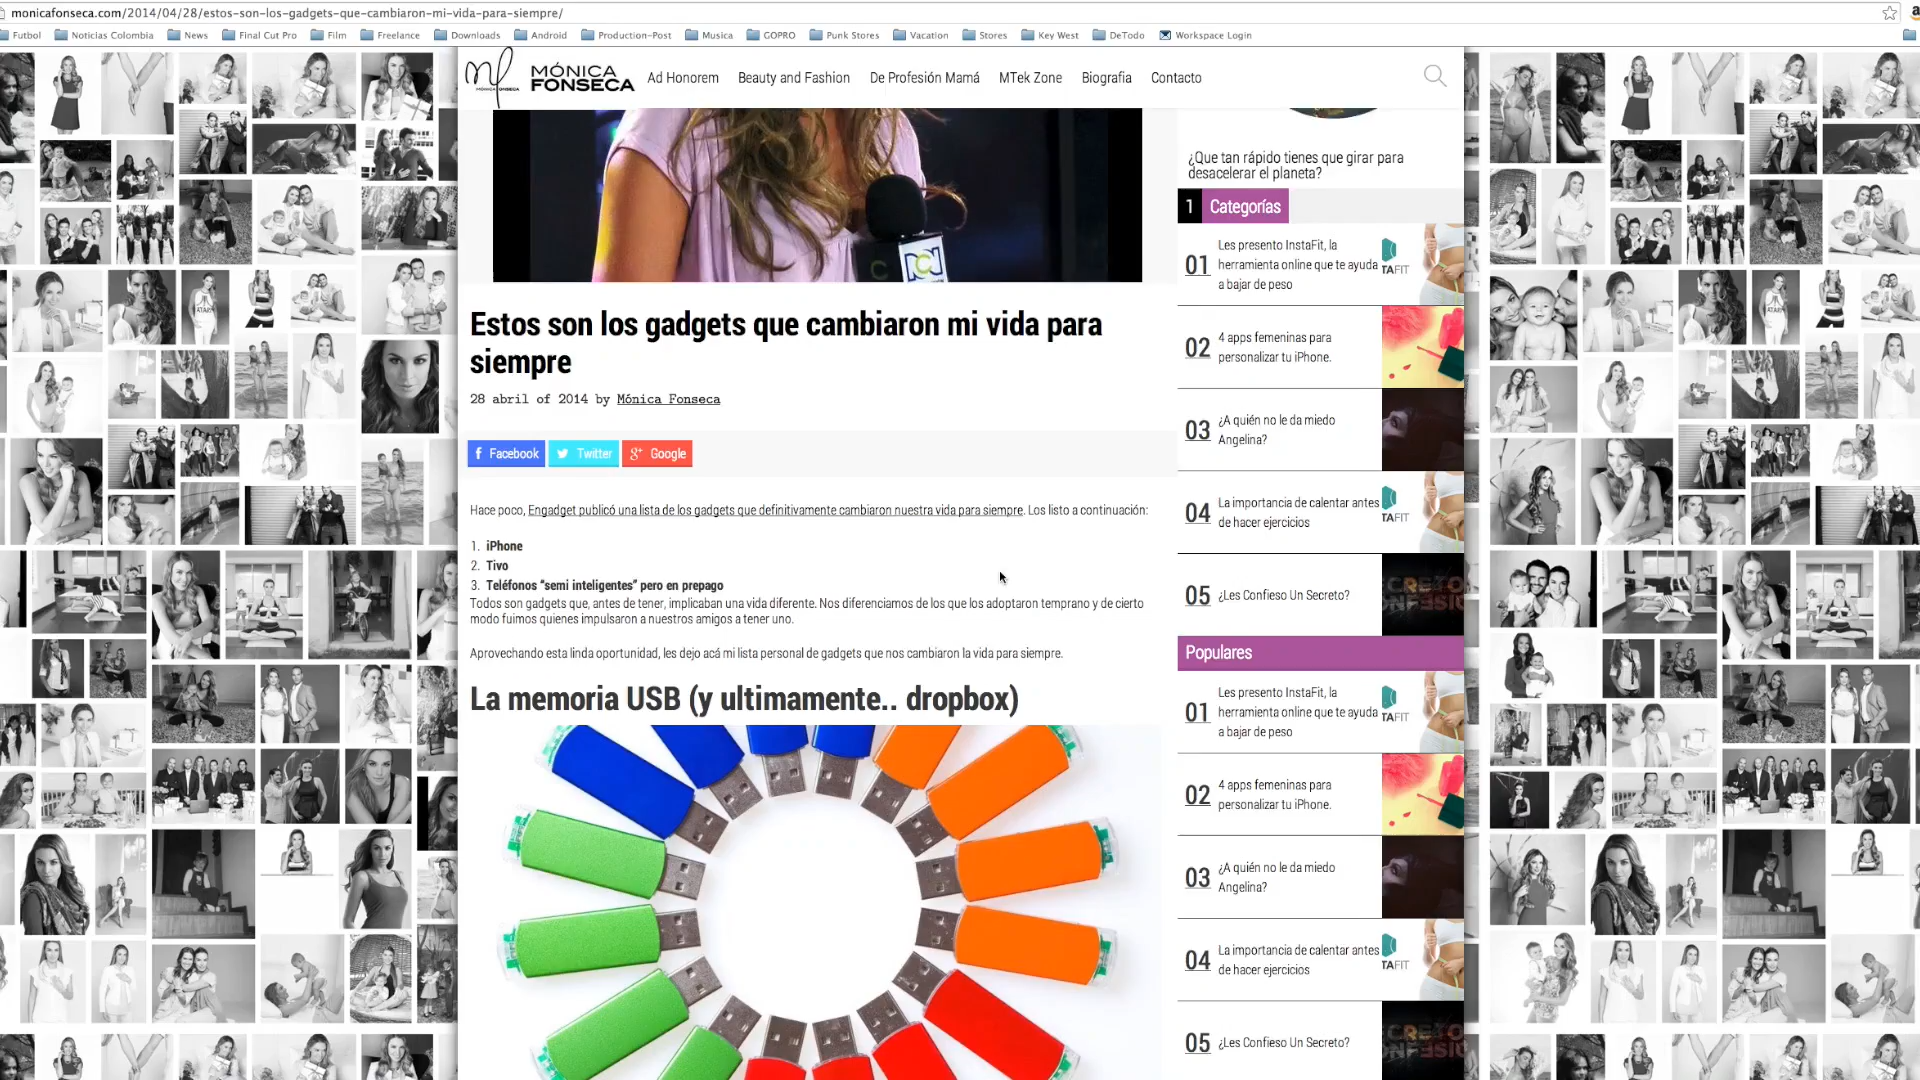 monicafonseca.com/2014/04/28/estos-son-los-gadgets-que-cambiaron-mi-vida-para-siempre/
Futbol Noticias Colombia News Final Cut Pro Film Freelance Downloads Android Production-Post Musica GOPRO Punk Stores Vacation Stores Key West DeTodo Workspace Login
MÓNICA
FONSECA
Ad Honorem Beauty and Fashion De Profesión Mamá MTek Zone Biografia Contacto
Estos son los gadgets que cambiaron mi vida para
siempre
28 abril of 2014 by Mónica Fonseca
Facebook Twitter Google
Hace poco, Engadget publicó una lista de los gadgets que definitivamente cambiaron nuestra vida para siempre. Los listo a continuación:
1. iPhone
2. Tivo
3. Teléfonos “semi inteligentes” pero en prepago
Todos son gadgets que, antes de tener, implicaban una vida diferente. Nos diferenciamos de los que los adoptaron temprano y de cierto
modo fuimos quienes impulsaron a nuestros amigos a tener uno.
Aprovechando esta linda oportunidad, les dejo acá mi lista personal de gadgets que nos cambiaron la vida para siempre.
La memoria USB (y ultimamente.. dropbox)
¿Que tan rápido tienes que girar para
desacelerar el planeta?
1 Categorías
01 Les presento InstaFit, la
herramienta online que te ayuda
a bajar de peso
TAFIT
02 4 apps femeninas para
personalizar tu iPhone.
03 ¿A quién no le da miedo
Angelina?
04 La importancia de calentar antes
de hacer ejercicios
TAFIT
05 ¿Les Confieso Un Secreto?
Populares
01 Les presento InstaFit, la
herramienta online que te ayuda
a bajar de peso
TAFIT
02 4 apps femeninas para
personalizar tu iPhone.
03 ¿A quién no le da miedo
Angelina?
04 La importancia de calentar antes
de hacer ejercicios
TAFIT
05 ¿Les Confieso Un Secreto?